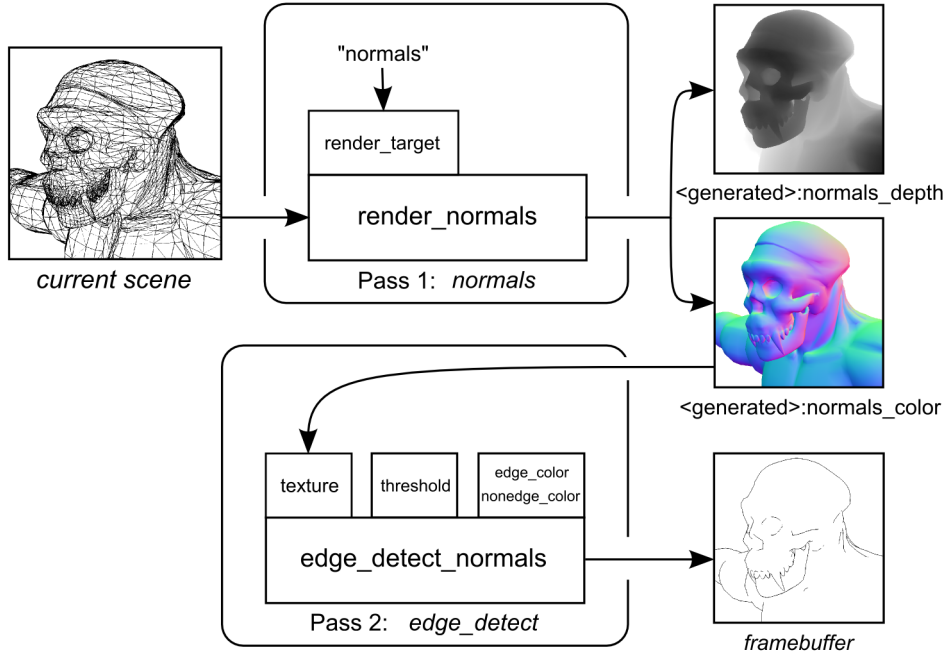 "normals"
render_target
render_normals
Pass 1: normals
current scene
<generated>:normals_depth
<generated>:normals_color
texture
threshold
edge_color
nonedge_color
edge_detect_normals
Pass 2: edge_detect
framebuffer